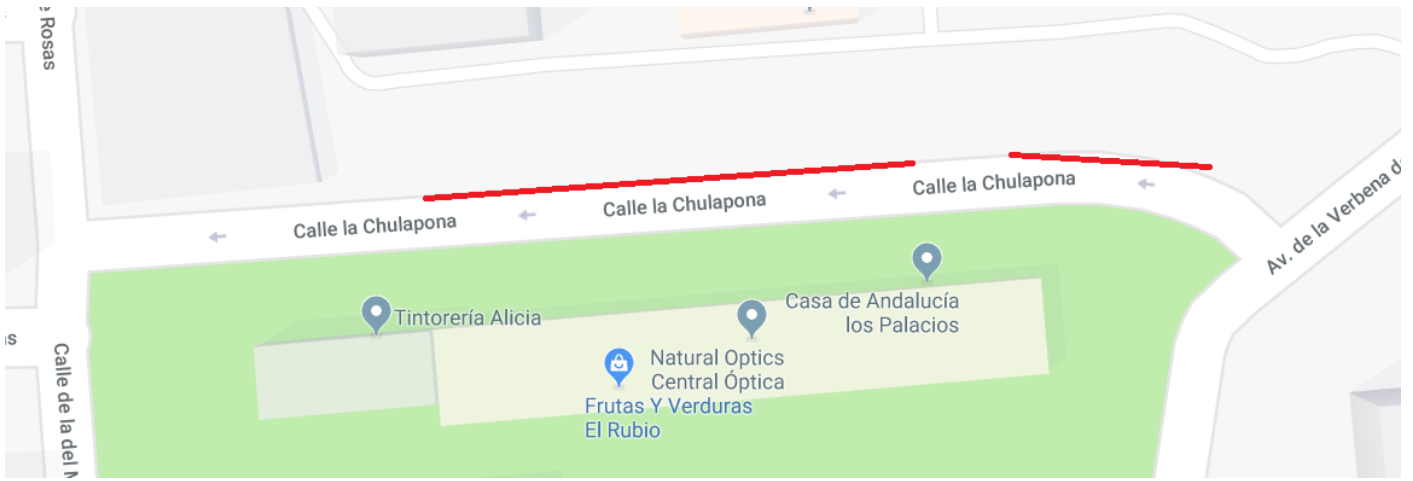 Rosas
Calle la Chulapona
Calle la Chulapona
Calle la Chulapona
Av. de la Verbena d
Casa de Andalucía
los Palacios
Tintorería Alicia
Natural Optics
Central Óptica
Frutas Y Verduras
El Rubio
Calle de la del M